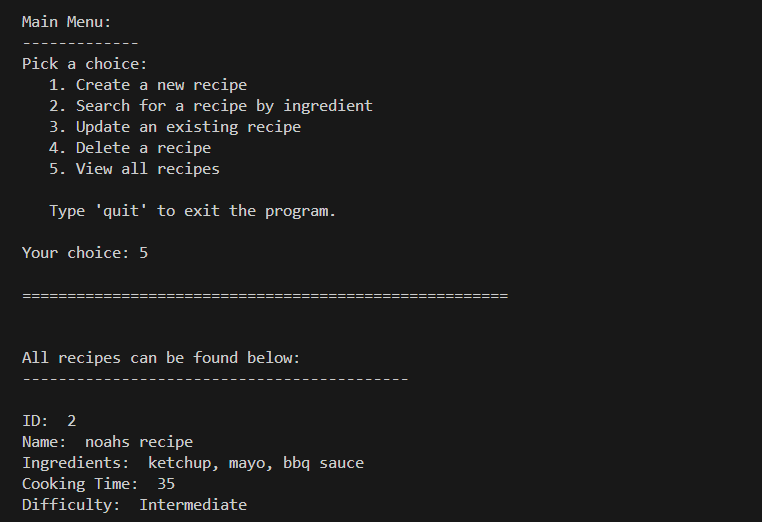 Main Menu:
-------------
Pick a choice:
1. Create a new recipe
2. Search for a recipe by ingredient
3. Update an existing recipe
4. Delete a recipe
5. View all recipes
Type 'quit' to exit the program.
Your choice: 5
======================================================
All recipes can be found below:
-------------------------------------------
ID:  2
Name:  noahs recipe
Ingredients:  ketchup, mayo, bbq sauce
Cooking Time:  35
Difficulty:  Intermediate